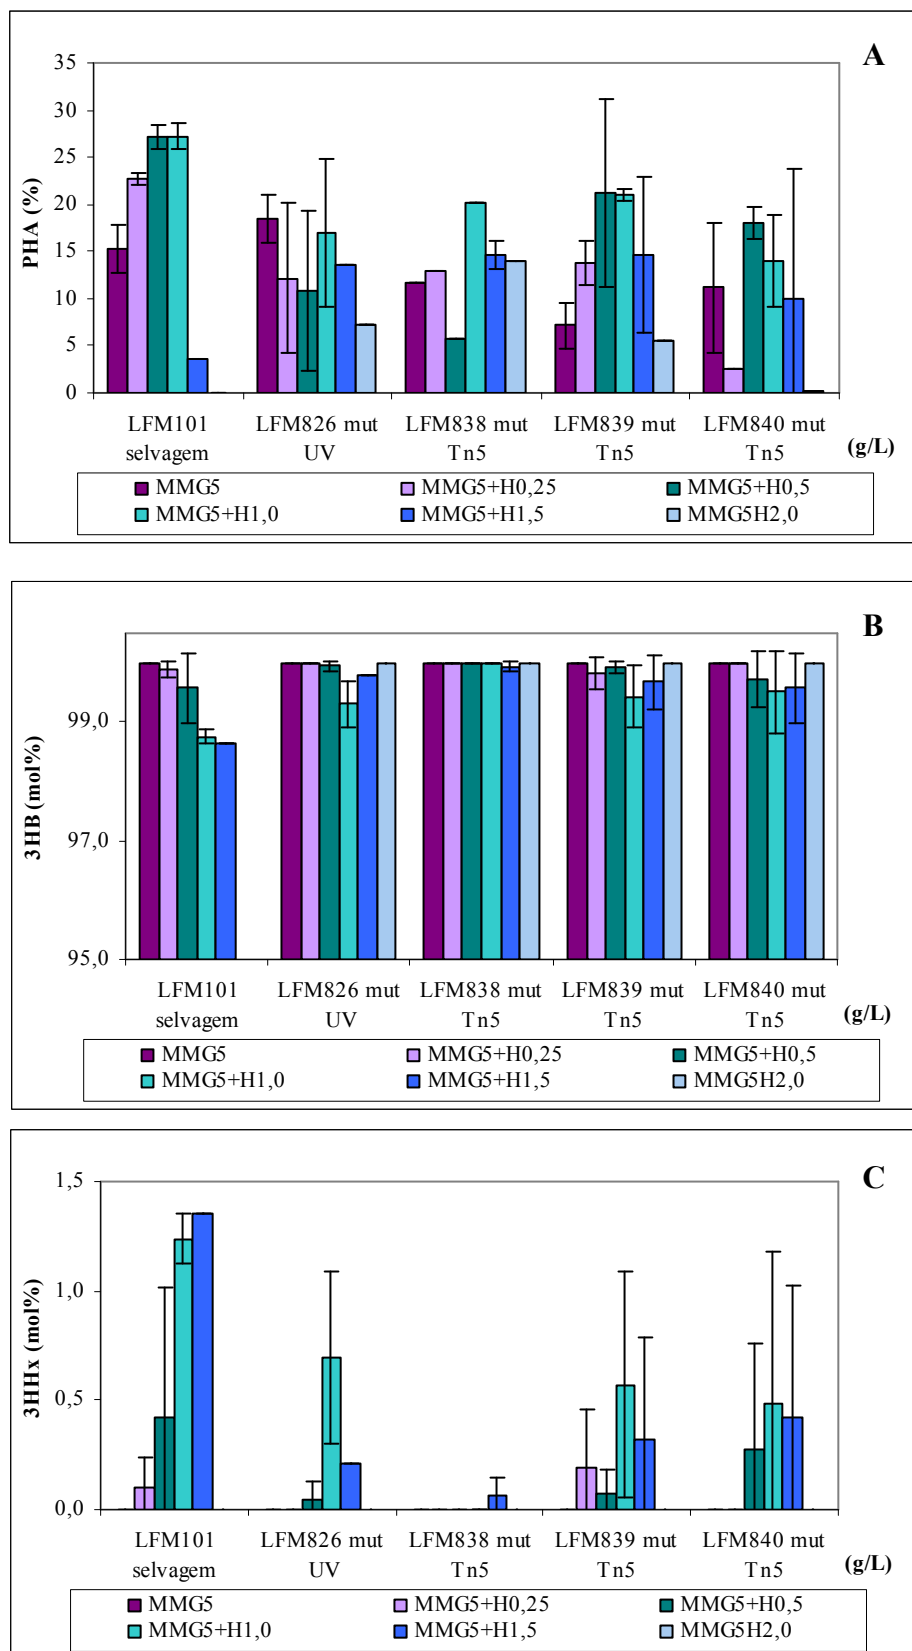 A
35
30
25
20
15
10
5
0
PHA (%)
LFM101 selvagem
LFM826 mut UV
LFM838 mut Tn5
LFM839 mut Tn5
LFM840 mut Tn5
(g/L)
MMG5 MMG5+H0,25 MMG5+H0,5
MMG5+H1,0 MMG5+H1,5 MMG5H2,0
B
99,0
97,0
95,0
3HB (mol%)
LFM101 selvagem
LFM826 mut UV
LFM838 mut Tn5
LFM839 mut Tn5
LFM840 mut Tn5
(g/L)
MMG5 MMG5+H0,25 MMG5+H0,5
MMG5+H1,0 MMG5+H1,5 MMG5H2,0
C
1,5
1,0
0,5
0,0
3HHx (mol%)
LFM101 selvagem
LFM826 mut UV
LFM838 mut Tn5
LFM839 mut Tn5
LFM840 mut Tn5
(g/L)
MMG5 MMG5+H0,25 MMG5+H0,5
MMG5+H1,0 MMG5+H1,5 MMG5H2,0